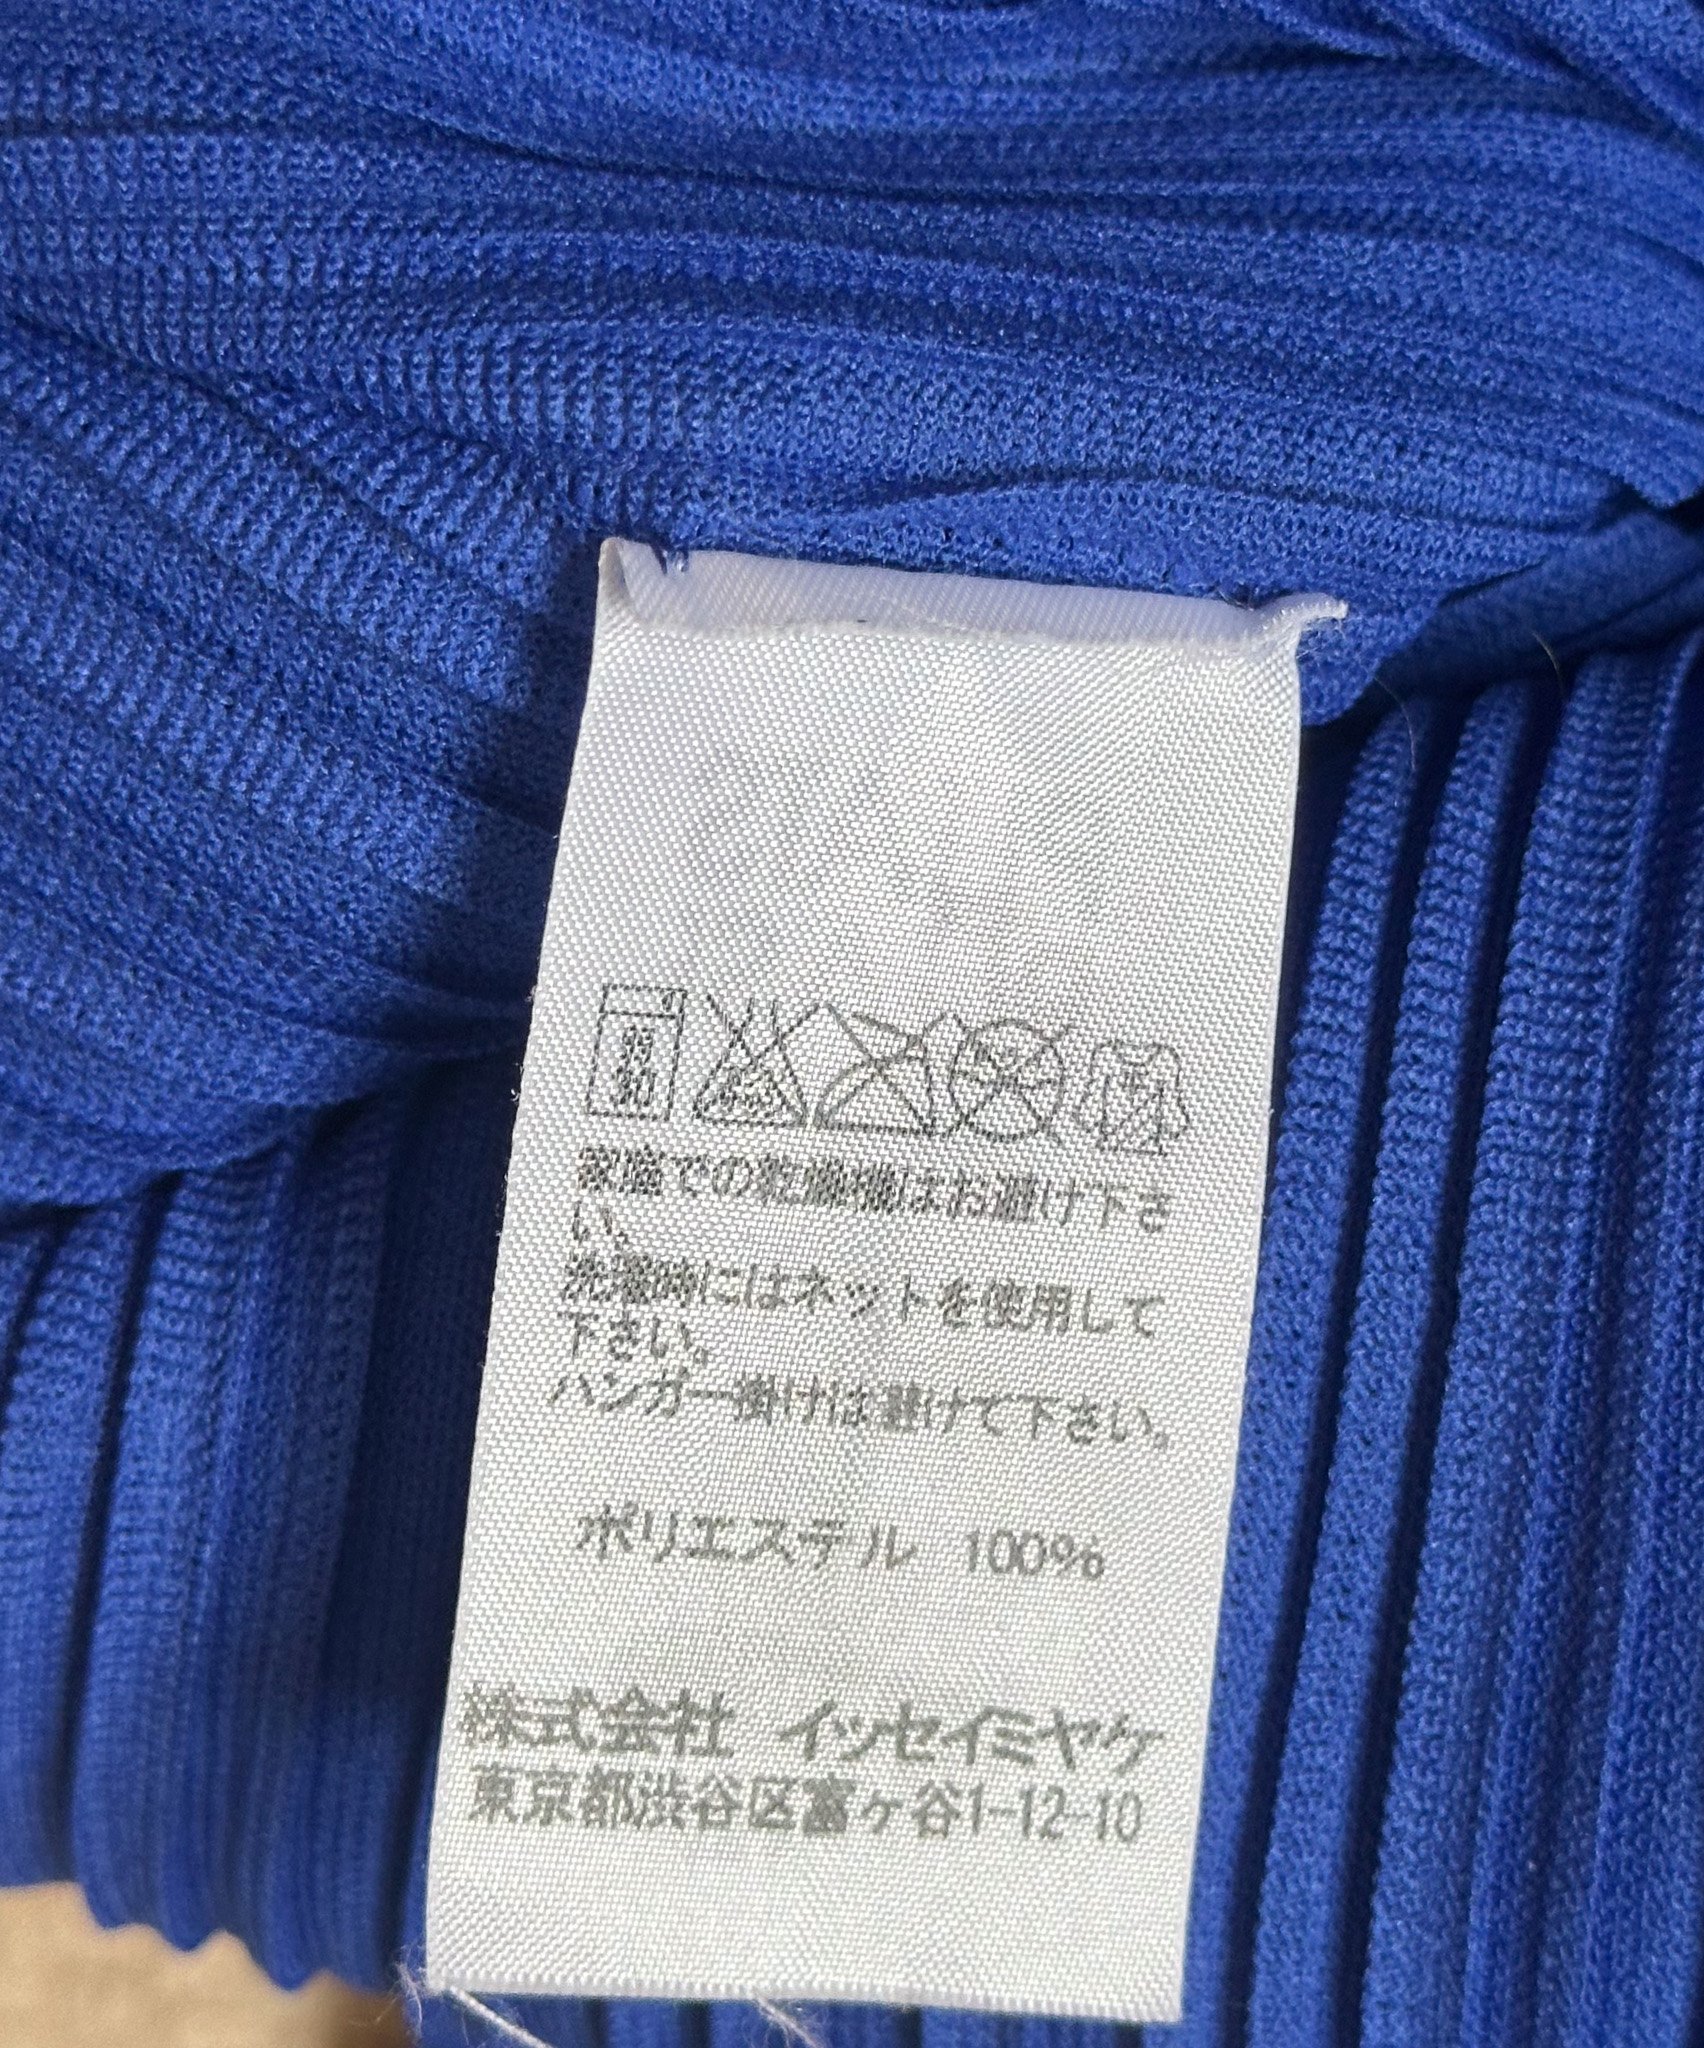 家庭での乾燥機はお避け下さ
い。
洗濯時にはネットを使用して
下さい。
ハンガー掛けは避けて下さい。
ポリエステル 100%
株式会社 イッセイミヤケ
東京都渋谷区富ヶ谷1-12-10